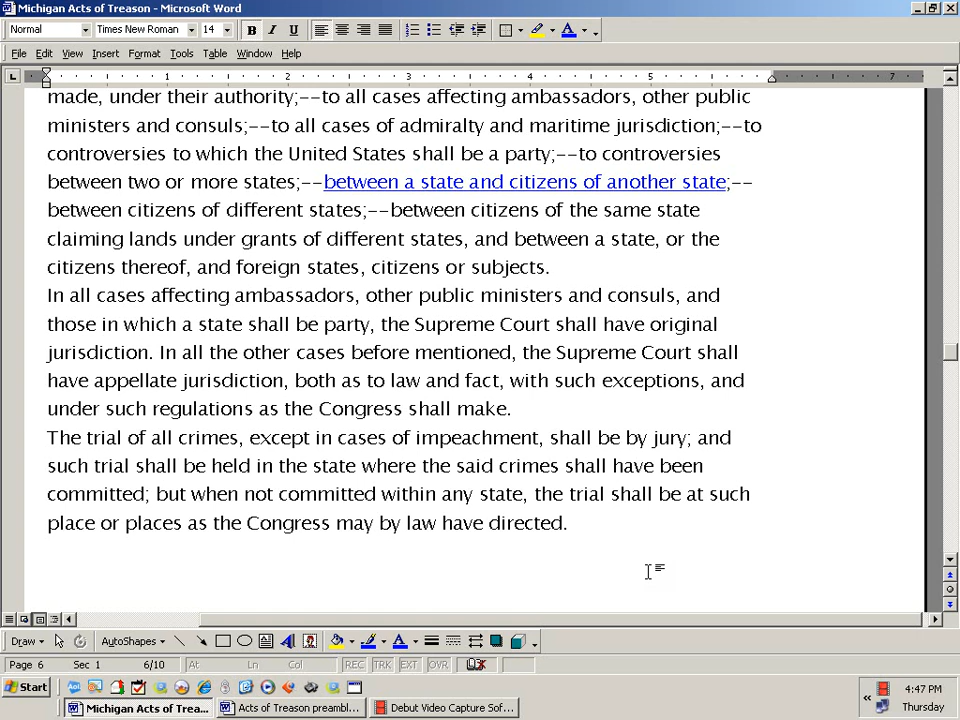 Michigan Acts of Treason - Microsoft Word
Normal Times New Roman 14 B I U A
File Edit View Insert Format Tools Table Window Help
1 2 3 4 5 7
made, under their authority;--to all cases affecting ambassadors, other public
ministers and consuls;--to all cases of admiralty and maritime jurisdiction;--to
controversies to which the United States shall be a party;--to controversies
between two or more states;--between a state and citizens of another state;--
between citizens of different states;--between citizens of the same state
claiming lands under grants of different states, and between a state, or the
citizens thereof, and foreign states, citizens or subjects.
In all cases affecting ambassadors, other public ministers and consuls, and
those in which a state shall be party, the Supreme Court shall have original
jurisdiction. In all the other cases before mentioned, the Supreme Court shall
have appellate jurisdiction, both as to law and fact, with such exceptions, and
under such regulations as the Congress shall make.
The trial of all crimes, except in cases of impeachment, shall be by jury; and
such trial shall be held in the state where the said crimes shall have been
committed; but when not committed within any state, the trial shall be at such
place or places as the Congress may by law have directed.
Draw AutoShapes A A
Page 6 Sec 1 6/10 At Ln Col REC TRK EXT OVR
Start 4:47 PM
Michigan Acts of Trea... Acts of Treason preambl... Debut Video Capture Sof... Thursday